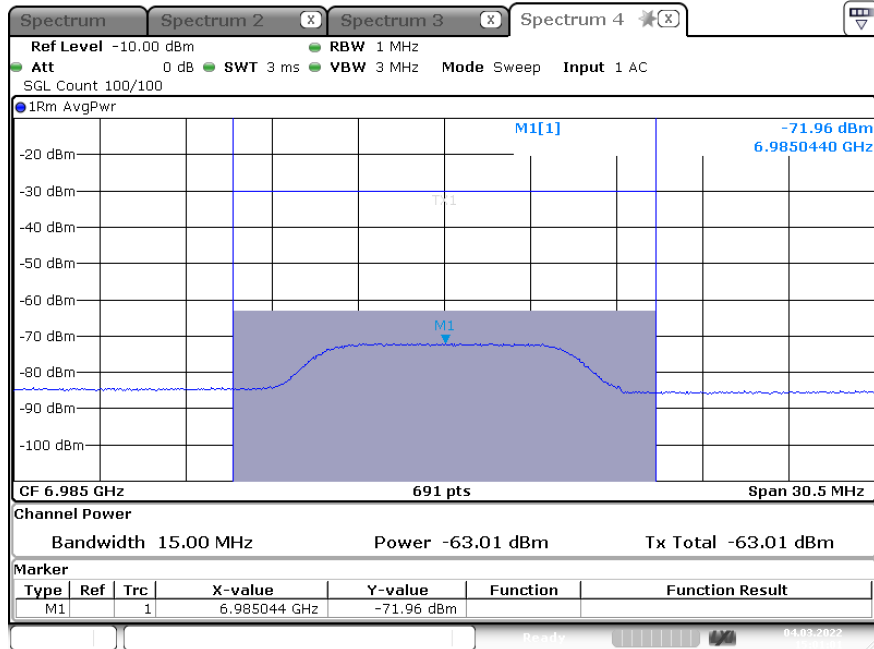 Spectrum Spectrum 2 X Spectrum 3 X Spectrum 4 X
Ref Level -10.00 dBm RBW 1 MHz
Att 0 dB SWT 3 ms VBW 3 MHz Mode Sweep Input 1 AC
SGL Count 100/100
1Rm AvgPwr
M1[1] -71.96 dBm
6.9850440 GHz
-20 dBm
-30 dBm
TX1
-40 dBm
-50 dBm
-60 dBm
M1
-70 dBm
-80 dBm
-90 dBm
-100 dBm
CF 6.985 GHz 691 pts Span 30.5 MHz
Channel Power
Bandwidth 15.00 MHz Power -63.01 dBm Tx Total -63.01 dBm
Marker
Type Ref Trc X-value Y-value Function Function Result
M1 1 6.985044 GHz -71.96 dBm
Ready 04.03.2022